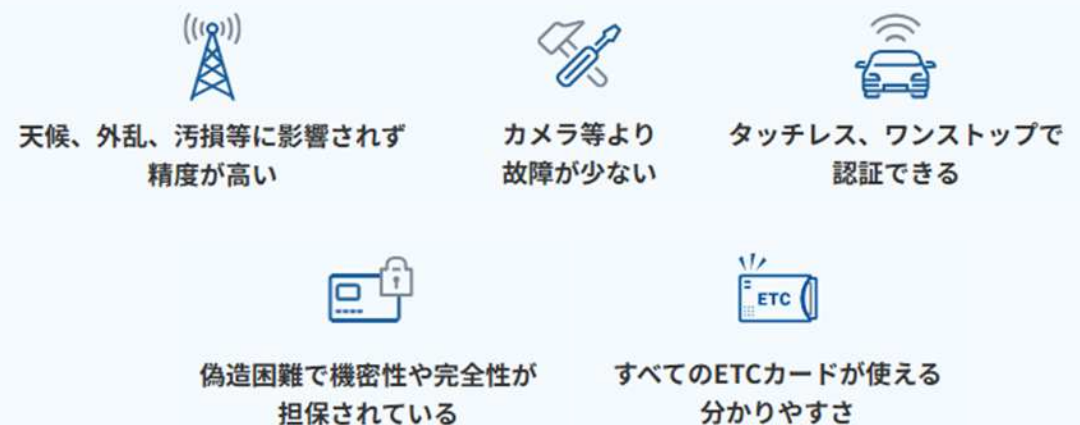 天候、外乱、汚損等に影響されず
精度が高い
カメラ等より
故障が少ない
タッチレス、ワンストップで
認証できる
偽造困難で機密性や完全性が
担保されている
ETC
すべてのETCカードが使える
分かりやすさ